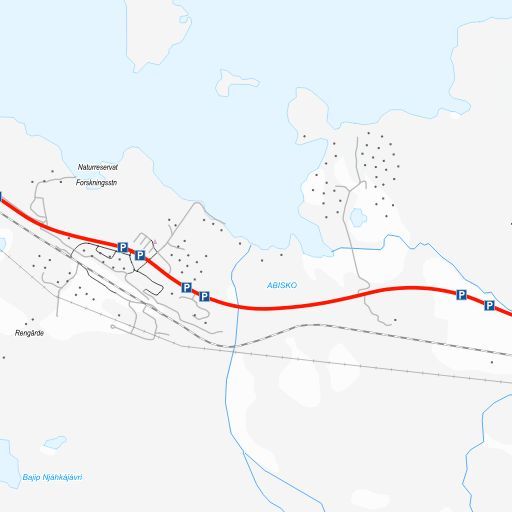 Naturreservat
Forskningsstn
P
P
ABISKO
P
P
P
P
Rengärde
Bajip Njáhkájávri